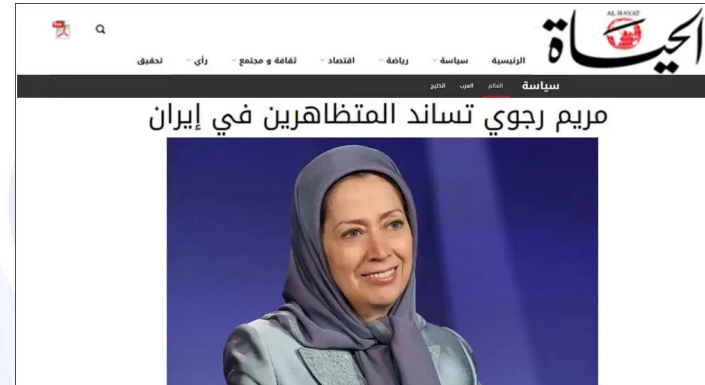 AL HAYAT
الحياة
الرئيسية سياسة رياضة اقتصاد ثقافة و مجتمع رأي تحقيق
سياسة العالم العرب الخليج
مريم رجوي تساند المتظاهرين في إيران